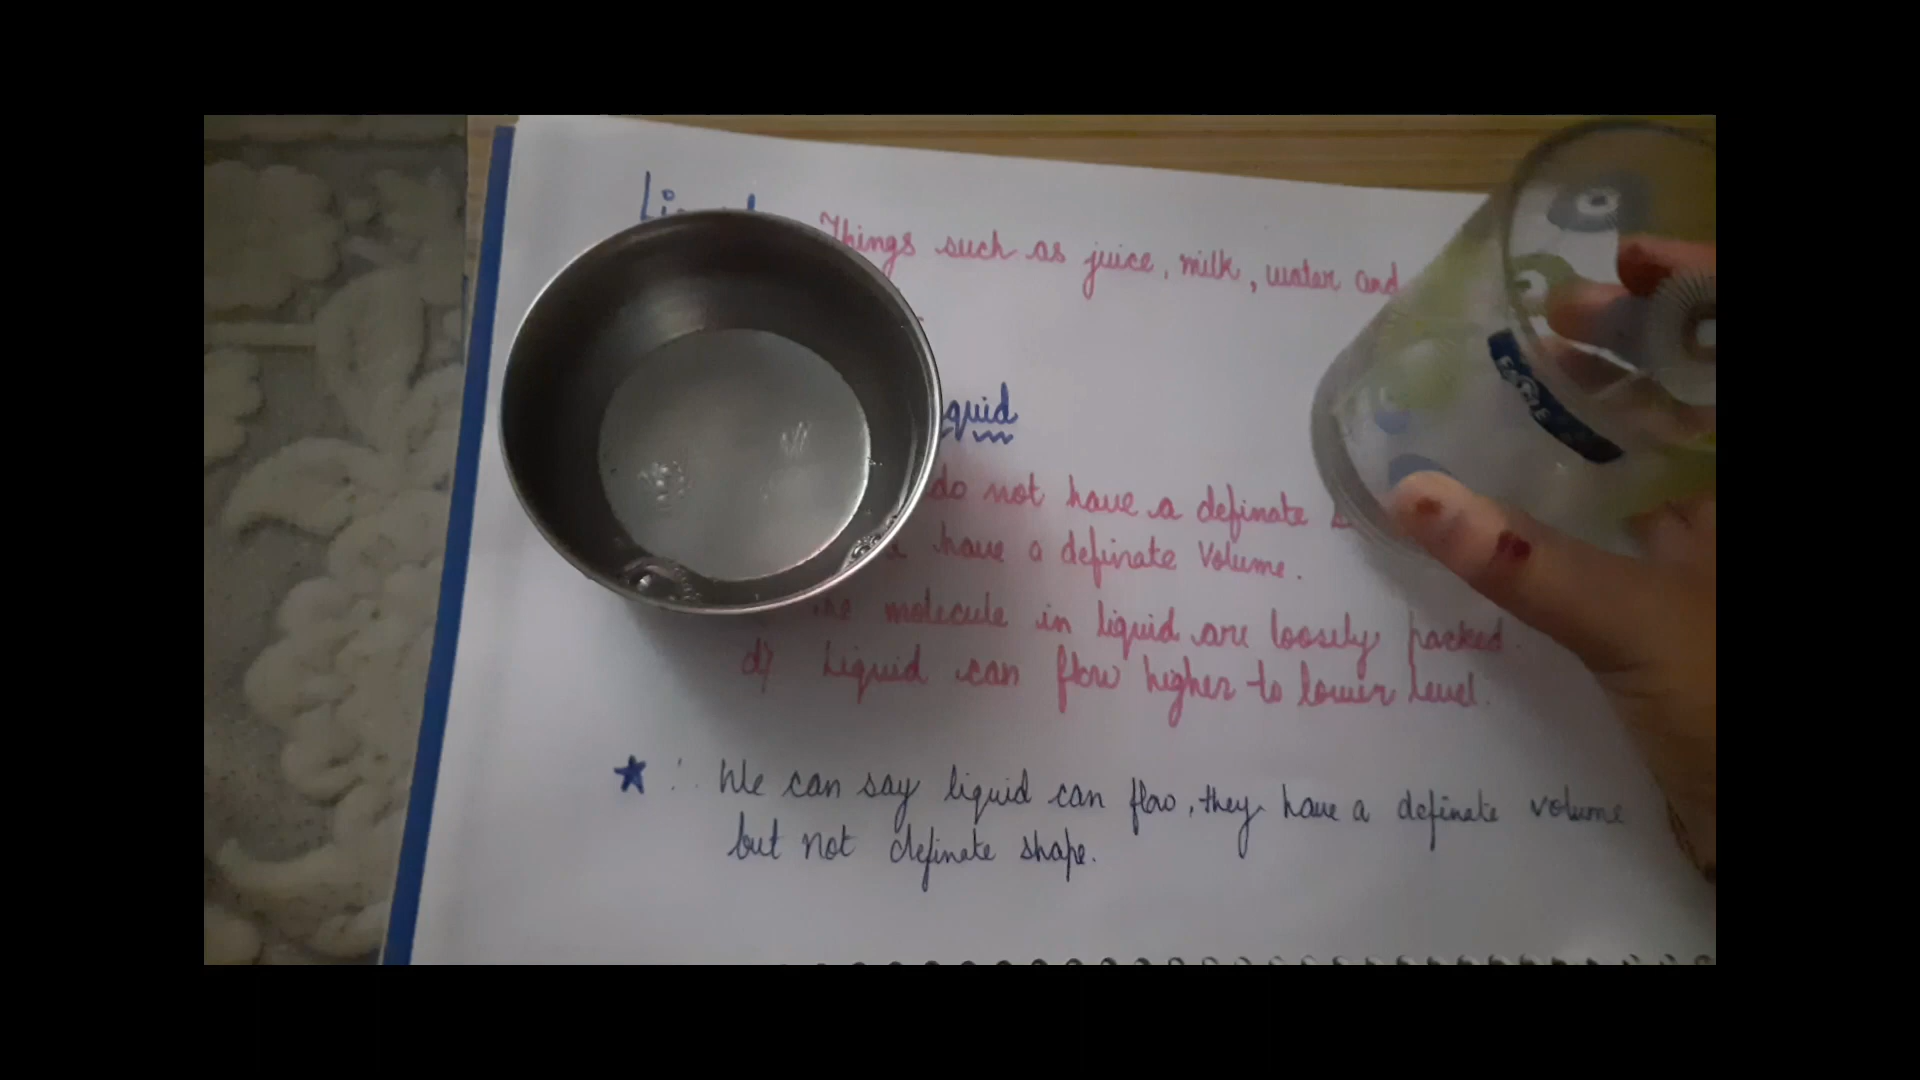 Things such as juice, milk, water and
quid
do not have a definate
have a definate Volume.
molecule in liquid are loosely packed.
d) Liquid can flow higher to lower level.
★ ∴ We can say liquid can flow, they have a definate volume
but not definate shape.